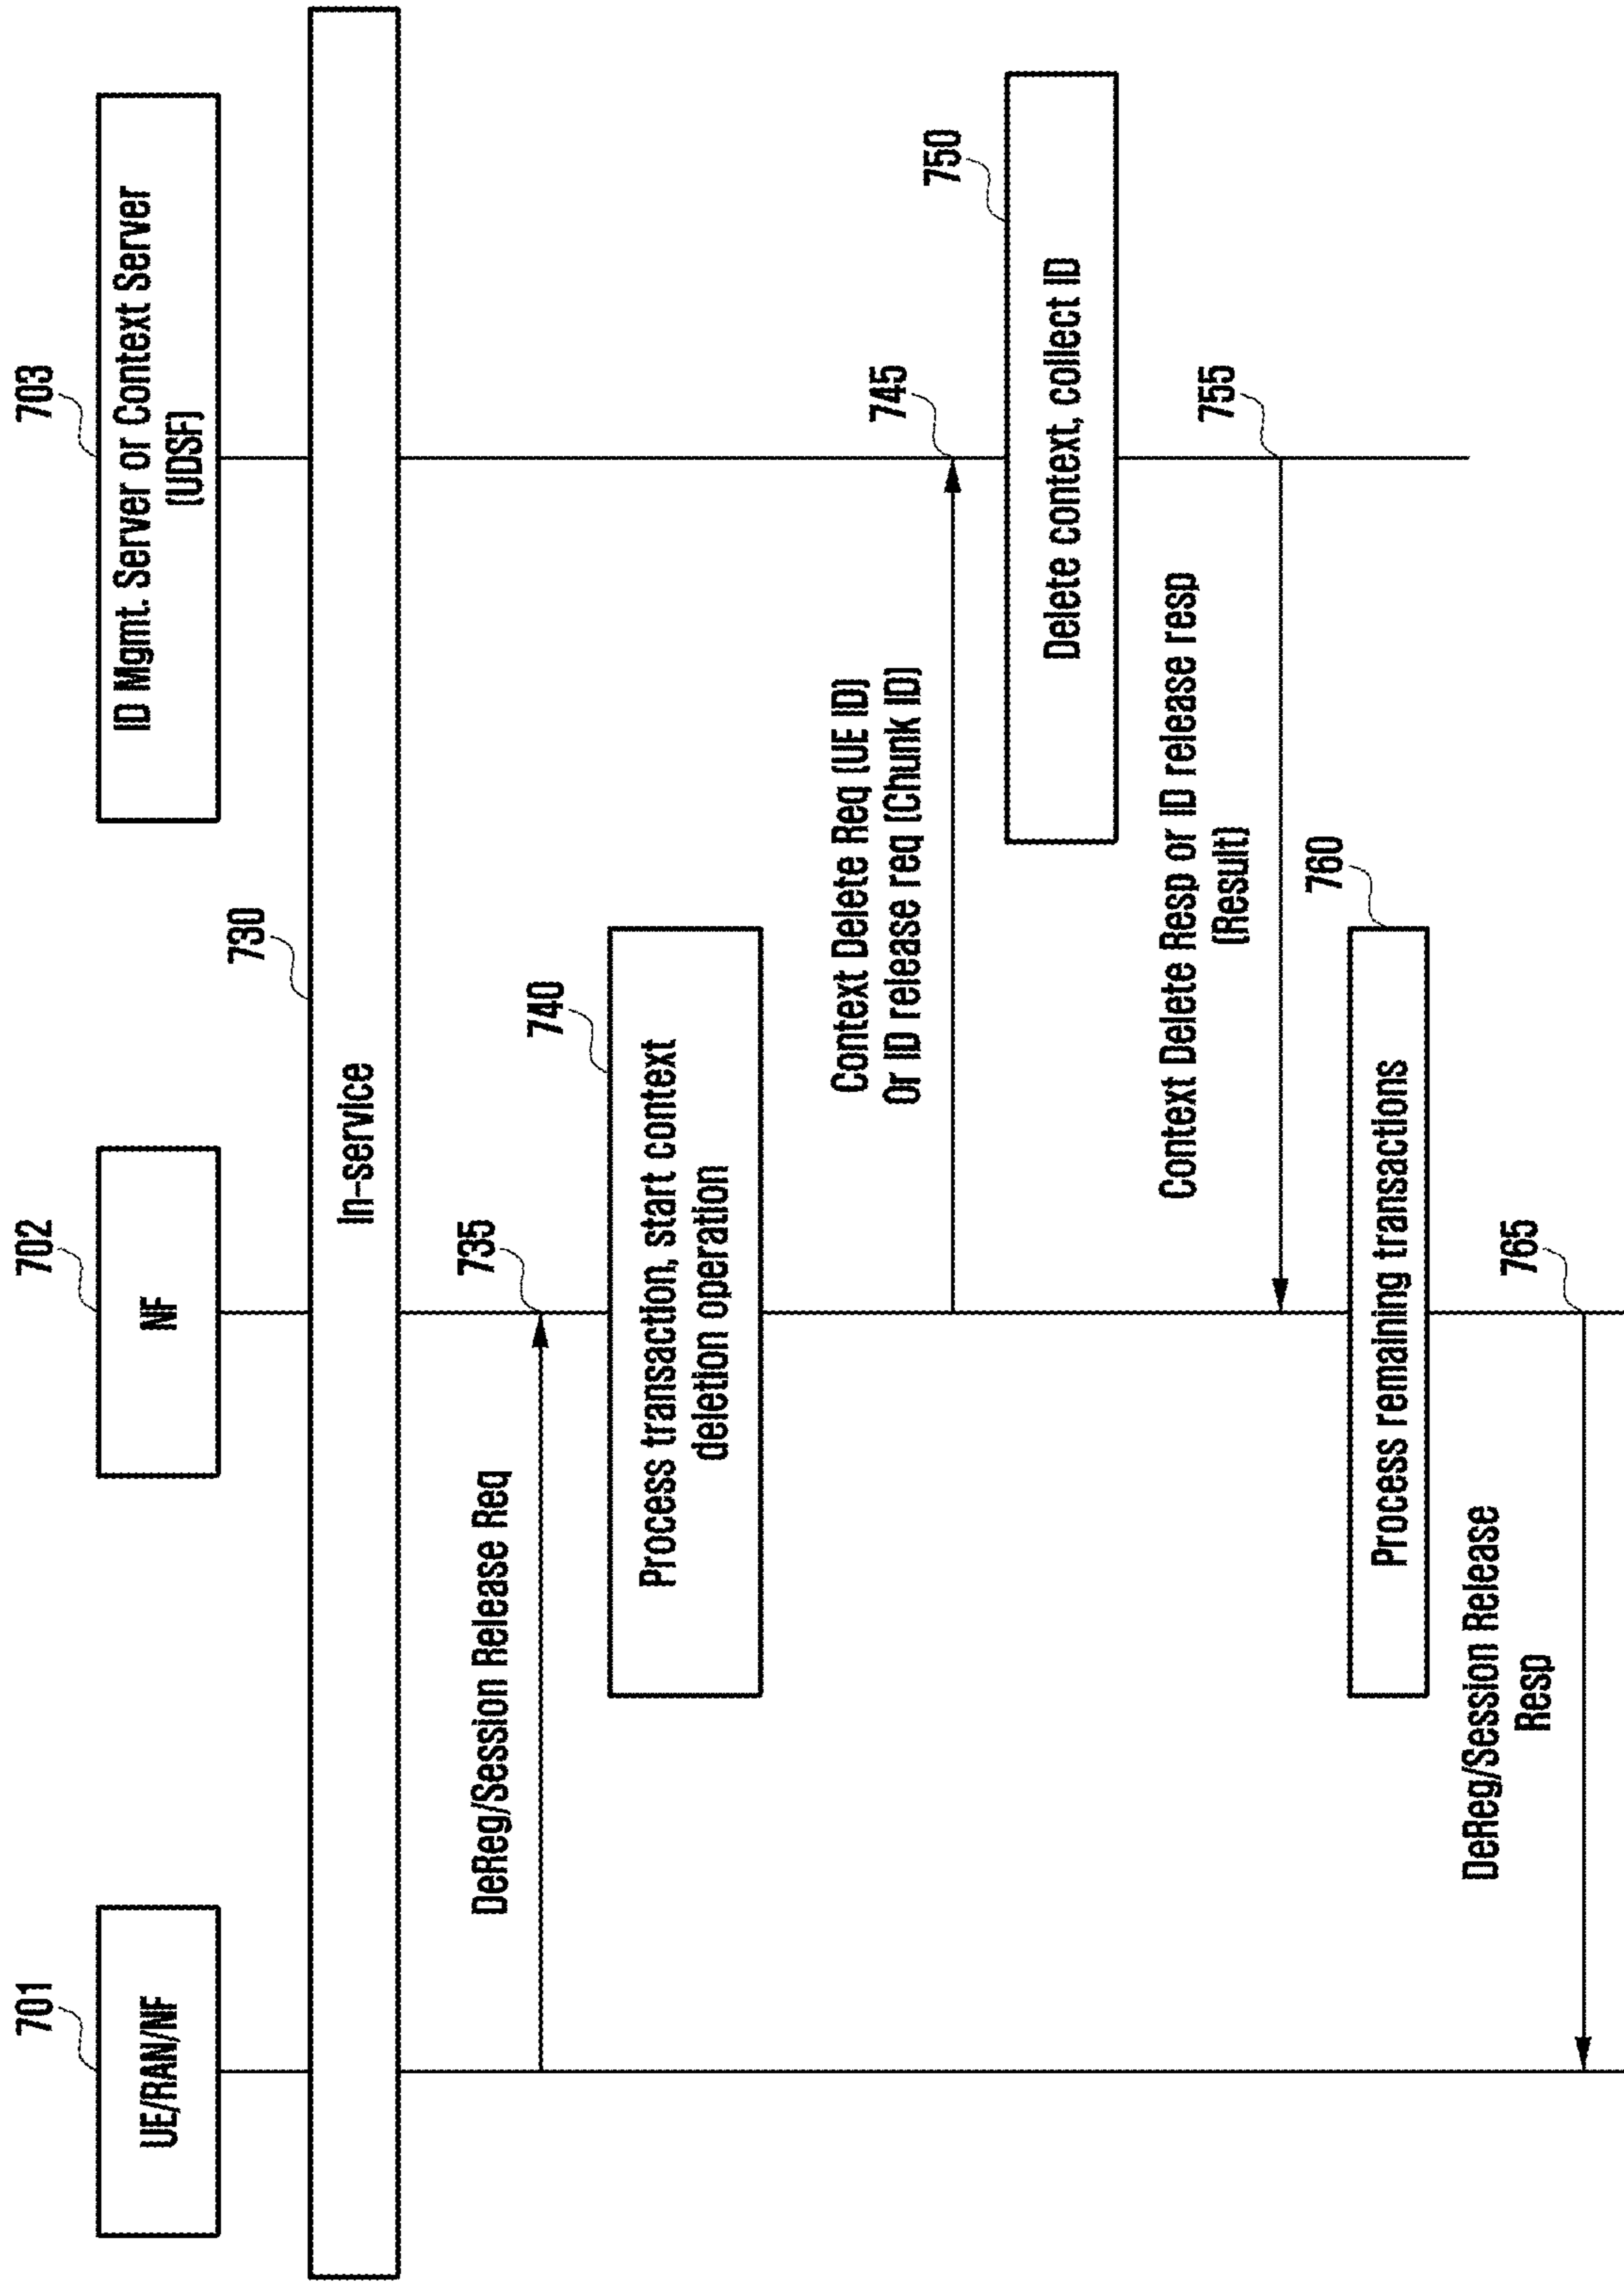 701
UE/RAN/NF
702
NF
703
ID Mgmt. Server or Context Server
(UDSF)
730
In-service
DeReg/Session Release Req
735
740
Process transaction, start context
deletion operation
Context Delete Req (UE ID)
Or ID release req (Chunk ID)
745
750
Delete context, collect ID
Context Delete Resp or ID release resp
(Result)
755
760
Process remaining transactions
DeReg/Session Release
Resp
765